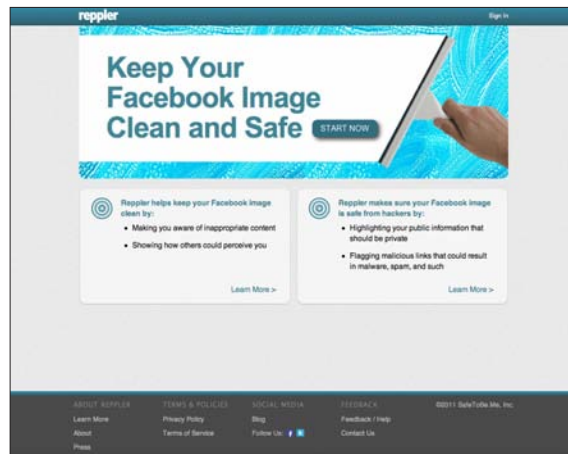 reppler
Sign In
Keep Your
Facebook Image
Clean and Safe
START NOW
Reppler helps keep your Facebook image
clean by:
• Making you aware of inappropriate content
• Showing how others could perceive you
Learn More >
Reppler makes sure your Facebook image
is safe from hackers by:
• Highlighting your public information that
should be private
• Flagging malicious links that could result
in malware, spam, and such
Learn More >
ABOUT REPPLER
Learn More
About
Press
TERMS & POLICIES
Privacy Policy
Terms of Service
SOCIAL MEDIA
Blog
Follow Us:
FEEDBACK
Feedback / Help
Contact Us
©2011 SafeToBe.Me, Inc.